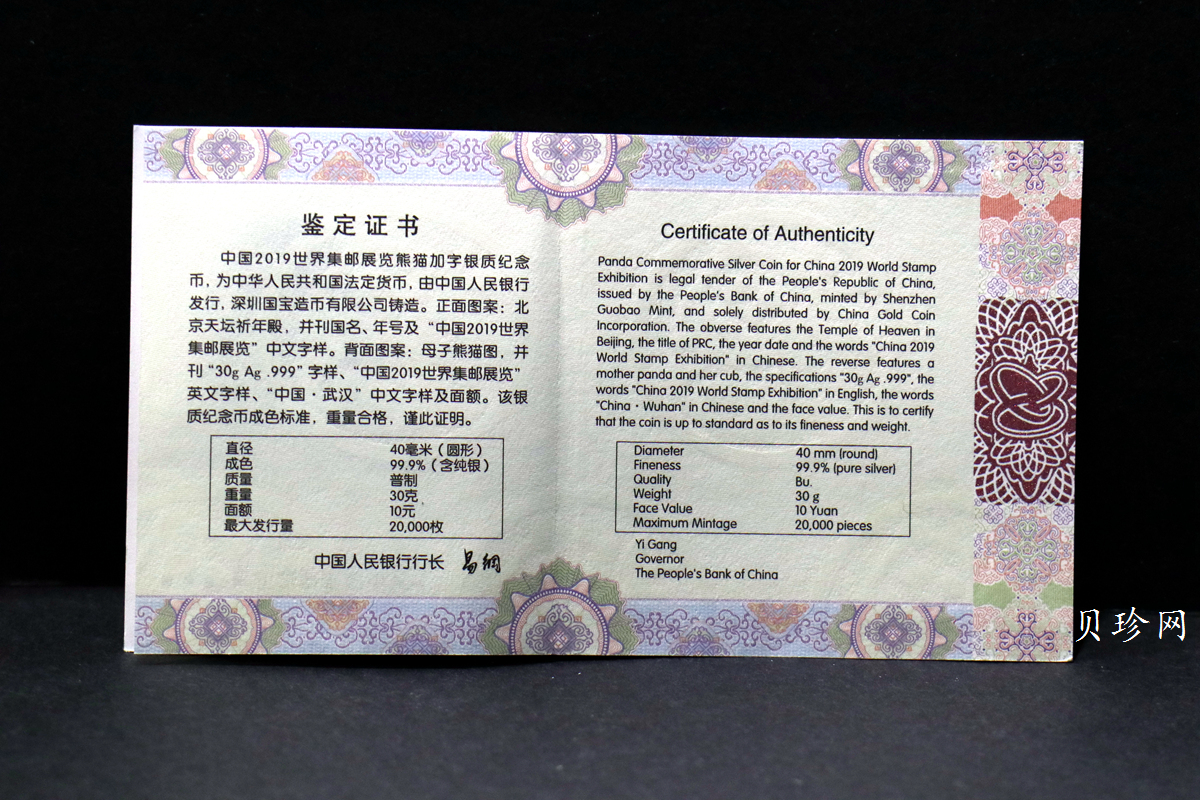 鉴定证书
中国2019世界集邮展览熊猫加字银质纪念
币，为中华人民共和国法定货币，由中国人民银行
发行，深圳国宝造币有限公司铸造。正面图案：北
京天坛祈年殿，并刊国名、年号及“中国2019世界
集邮展览”中文字样。背面图案：母子熊猫图，并
刊“30g Ag .999”字样、“中国2019世界集邮展览”
英文字样、“中国·武汉”中文字样及面额。该银
质纪念币成色标准，重量合格，谨此证明。
直径 40毫米（圆形）
成色 99.9%（含纯银）
质量 普制
重量 30克
面额 10元
最大发行量 20,000枚
中国人民银行行长 易纲
Certificate of Authenticity
Panda Commemorative Silver Coin for China 2019 World Stamp
Exhibition is legal tender of the People's Republic of China,
issued by the People's Bank of China, minted by Shenzhen
Guobao Mint, and solely distributed by China Gold Coin
Incorporation. The obverse features the Temple of Heaven in
Beijing, the title of PRC, the year date and the words "China 2019
World Stamp Exhibition" in Chinese. The reverse features a
mother panda and her cub, the specifications "30g Ag .999", the
words "China 2019 World Stamp Exhibition" in English, the words
"China · Wuhan" in Chinese and the face value. This is to certify
that the coin is up to standard as to its fineness and weight.
Diameter 40 mm (round)
Fineness 99.9% (pure silver)
Quality Bu.
Weight 30 g
Face Value 10 Yuan
Maximum Mintage 20,000 pieces
Yi Gang
Governor
The People's Bank of China
贝珍网